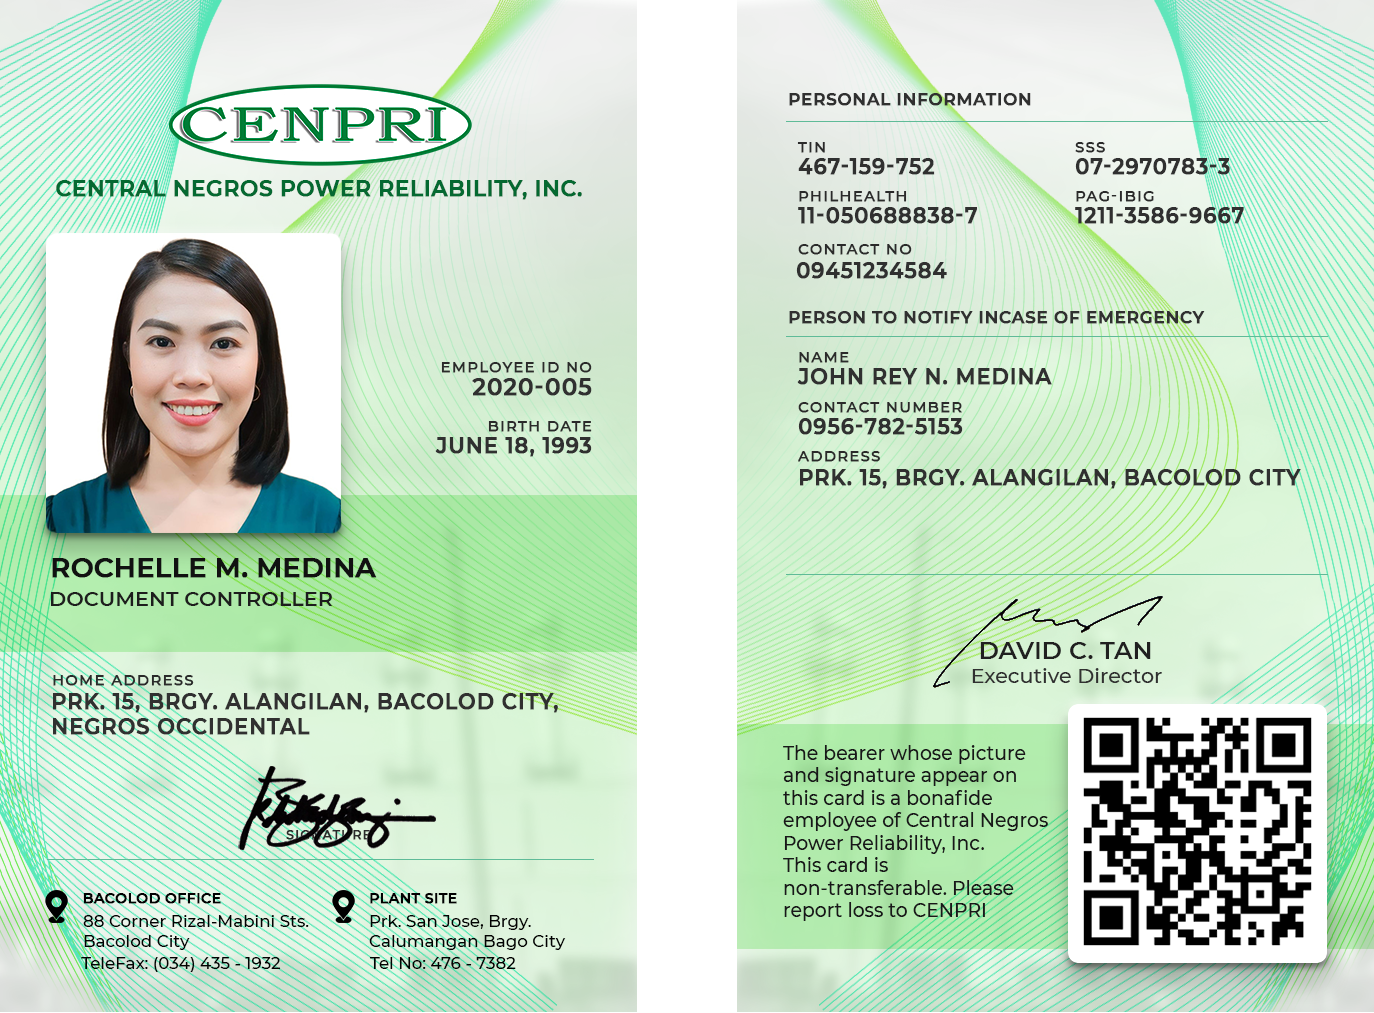 CENPRI
CENTRAL NEGROS POWER RELIABILITY, INC.
EMPLOYEE ID NO
2020-005
BIRTH DATE
JUNE 18, 1993
ROCHELLE M. MEDINA
DOCUMENT CONTROLLER
HOME ADDRESS
PRK. 15, BRGY. ALANGILAN, BACOLOD CITY,
NEGROS OCCIDENTAL
SIGNATURE
BACOLOD OFFICE
88 Corner Rizal-Mabini Sts.
Bacolod City
TeleFax: (034) 435 - 1932
PLANT SITE
Prk. San Jose, Brgy.
Calumangan Bago City
Tel No: 476 - 7382
PERSONAL INFORMATION
TIN
467-159-752
SSS
07-2970783-3
PHILHEALTH
11-050688838-7
PAG-IBIG
1211-3586-9667
CONTACT NO
09451234584
PERSON TO NOTIFY INCASE OF EMERGENCY
NAME
JOHN REY N. MEDINA
CONTACT NUMBER
0956-782-5153
ADDRESS
PRK. 15, BRGY. ALANGILAN, BACOLOD CITY
DAVID C. TAN
Executive Director
The bearer whose picture
and signature appear on
this card is a bonafide
employee of Central Negros
Power Reliability, Inc.
This card is
non-transferable. Please
report loss to CENPRI